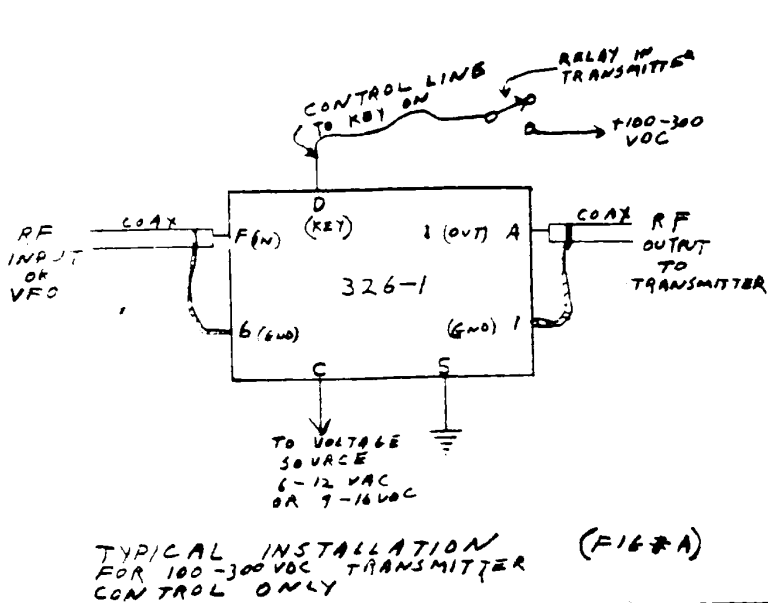 RELAY IN
TRANSMITTER
CONTROL LINE
TO KEY ON
+100-300
VDC
D
(KEY)
COAX
RF
INPUT
OR
VFO
F(IN)
1 (OUT) A
COAX
RF
OUTPUT
TO
TRANSMITTER
326-1
6 (GND)
(GND) 1
C
5
TO VOLTAGE
SOURCE
6-12 VAC
OR 9-16 VDC
TYPICAL INSTALLATION
FOR 100-300 VDC TRANSMITTER
CONTROL ONLY
(FIG # A)